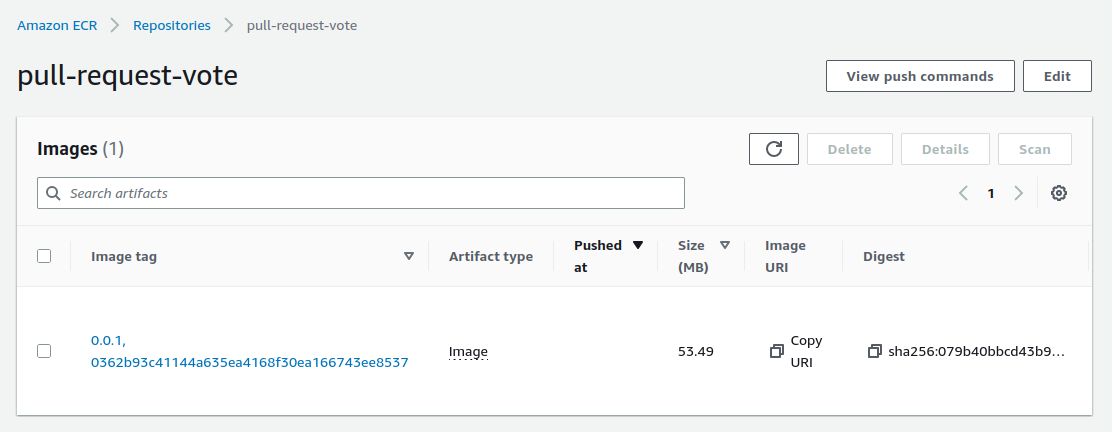 Amazon ECR > Repositories > pull-request-vote
pull-request-vote
View push commands
Edit
Images (1)
Delete
Details
Scan
Search artifacts
1
Image tag
Artifact type
Pushed at
Size (MB)
Image URI
Digest
0.0.1,
0362b93c41144a635ea4168f30ea166743ee8537
Image
53.49
Copy URI
sha256:079b40bbcd43b9...